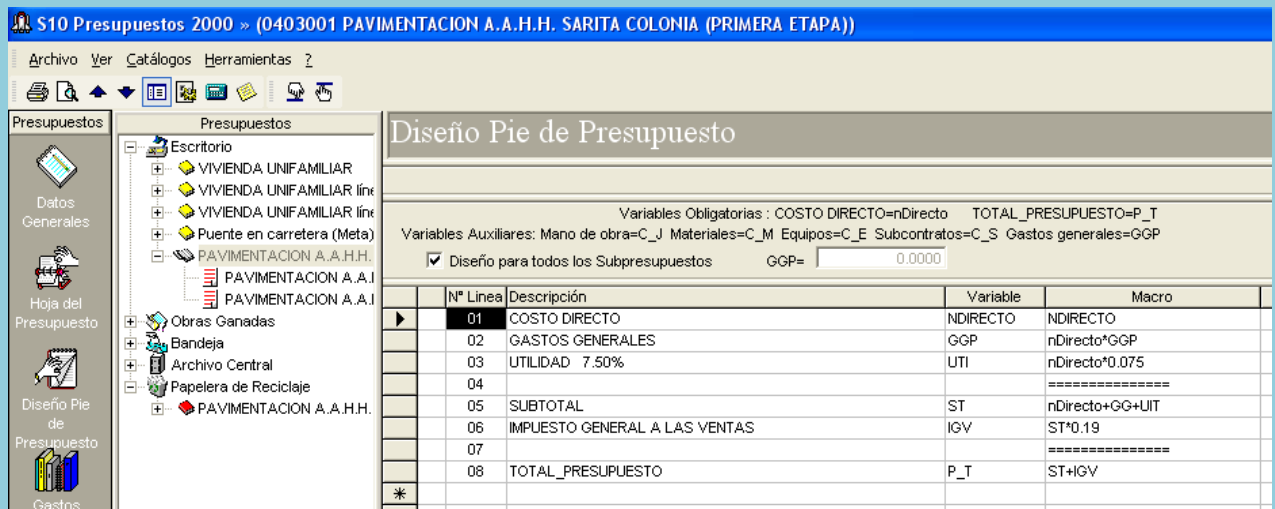 S10 Presupuestos 2000 » (0403001 PAVIMENTACION A.A.H.H. SARITA COLONIA (PRIMERA ETAPA))
Archivo Ver Catálogos Herramientas ?
Presupuestos
Datos
Generales
Hoja del
Presupuesto
Diseño Pie
de
Presupuesto
Gastos
Presupuestos
Escritorio
VIVIENDA UNIFAMILIAR
VIVIENDA UNIFAMILIAR líne
VIVIENDA UNIFAMILIAR líne
Puente en carretera (Meta)
PAVIMENTACION A.A.H.H.
PAVIMENTACION A.A.I
PAVIMENTACION A.A.I
Obras Ganadas
Bandeja
Archivo Central
Papelera de Reciclaje
PAVIMENTACION A.A.H.H.
Diseño Pie de Presupuesto
Variables Obligatorias : COSTO DIRECTO=nDirecto TOTAL_PRESUPUESTO=P_T
Variables Auxiliares: Mano de obra=C_J Materiales=C_M Equipos=C_E Subcontratos=C_S Gastos generales=GGP
Diseño para todos los Subpresupuestos GGP= 0.0000
Nº Linea Descripción Variable Macro
01 COSTO DIRECTO NDIRECTO NDIRECTO
02 GASTOS GENERALES GGP nDirecto*GGP
03 UTILIDAD 7.50% UTI nDirecto*0.075
04 ===============
05 SUBTOTAL ST nDirecto+GG+UIT
06 IMPUESTO GENERAL A LAS VENTAS IGV ST*0.19
07 ===============
08 TOTAL_PRESUPUESTO P_T ST+IGV